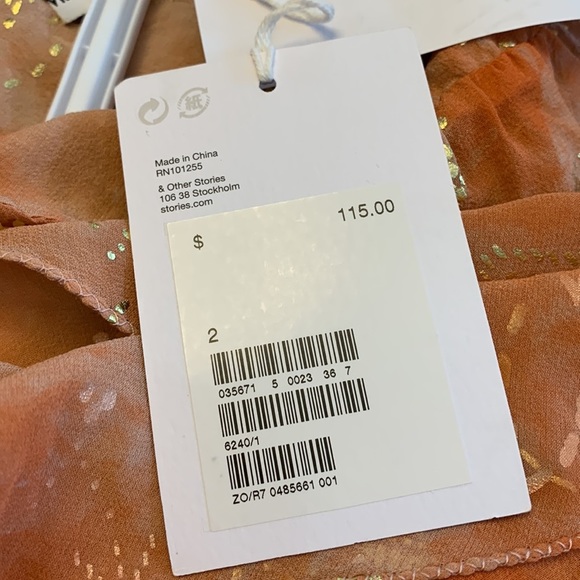 紙
Made in China
RN101255
& Other Stories
106 38 Stockholm
stories.com
$ 115.00
2
035671 5 0023 36 7
6240/1
ZO/R7 0485661 001